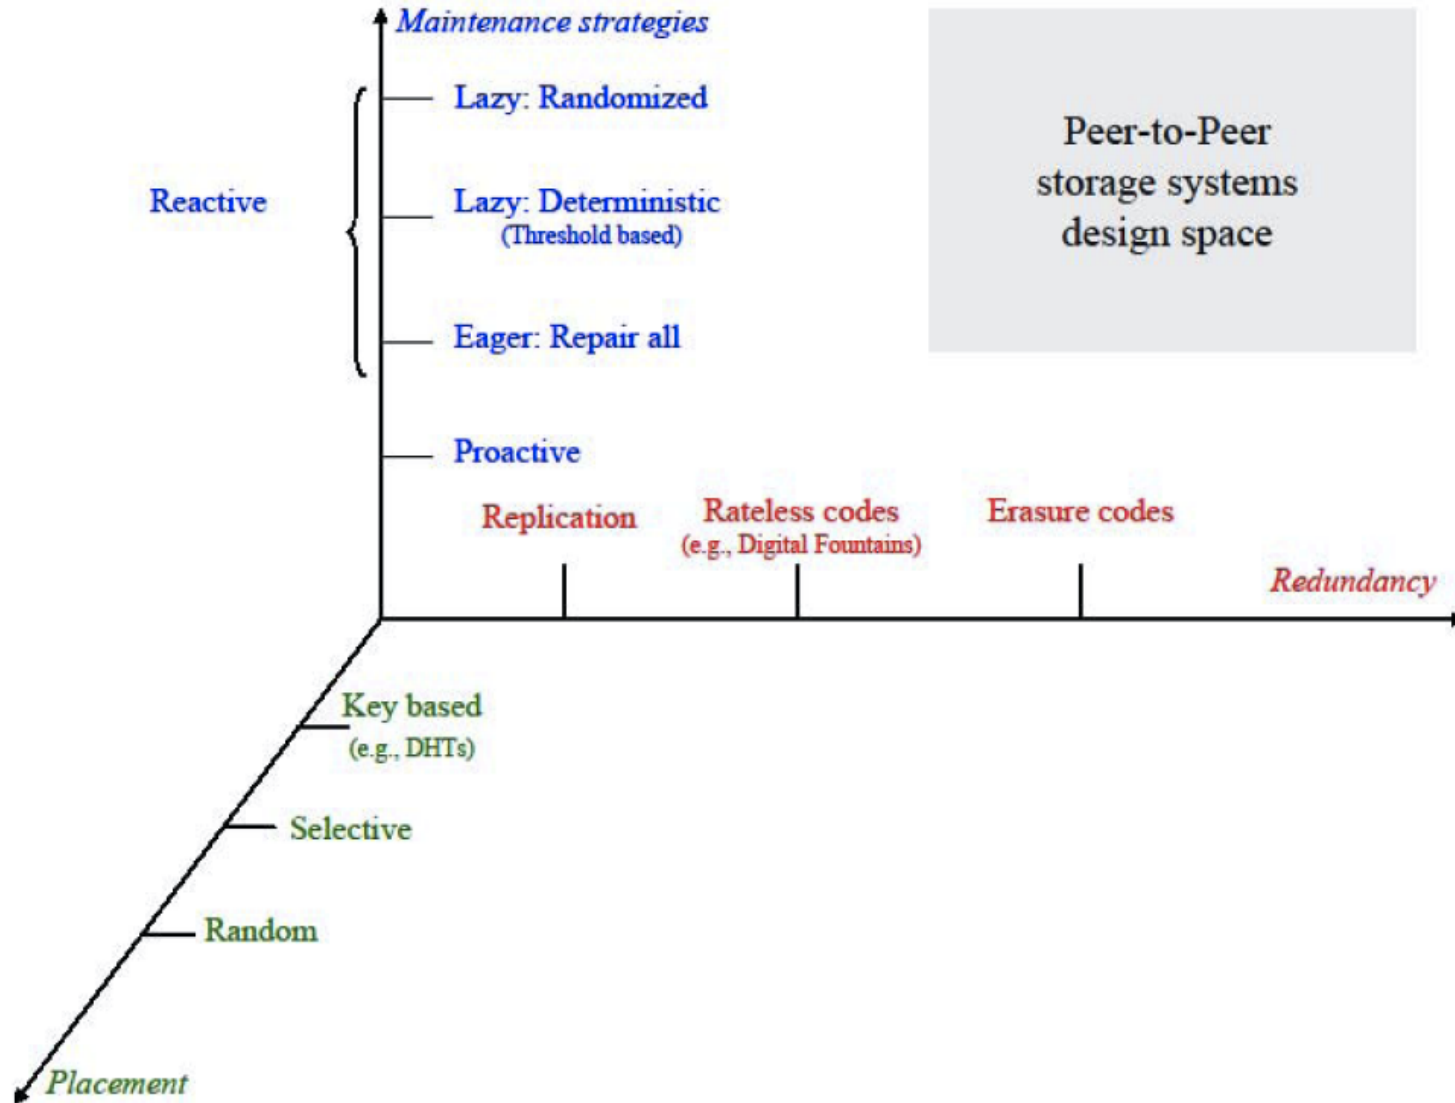 Maintenance strategies
Lazy: Randomized
Peer-to-Peer
storage systems
design space
Reactive
Lazy: Deterministic
(Threshold based)
Eager: Repair all
Proactive
Replication
Rateless codes
(e.g., Digital Fountains)
Erasure codes
Redundancy
Key based
(e.g., DHTs)
Selective
Random
Placement